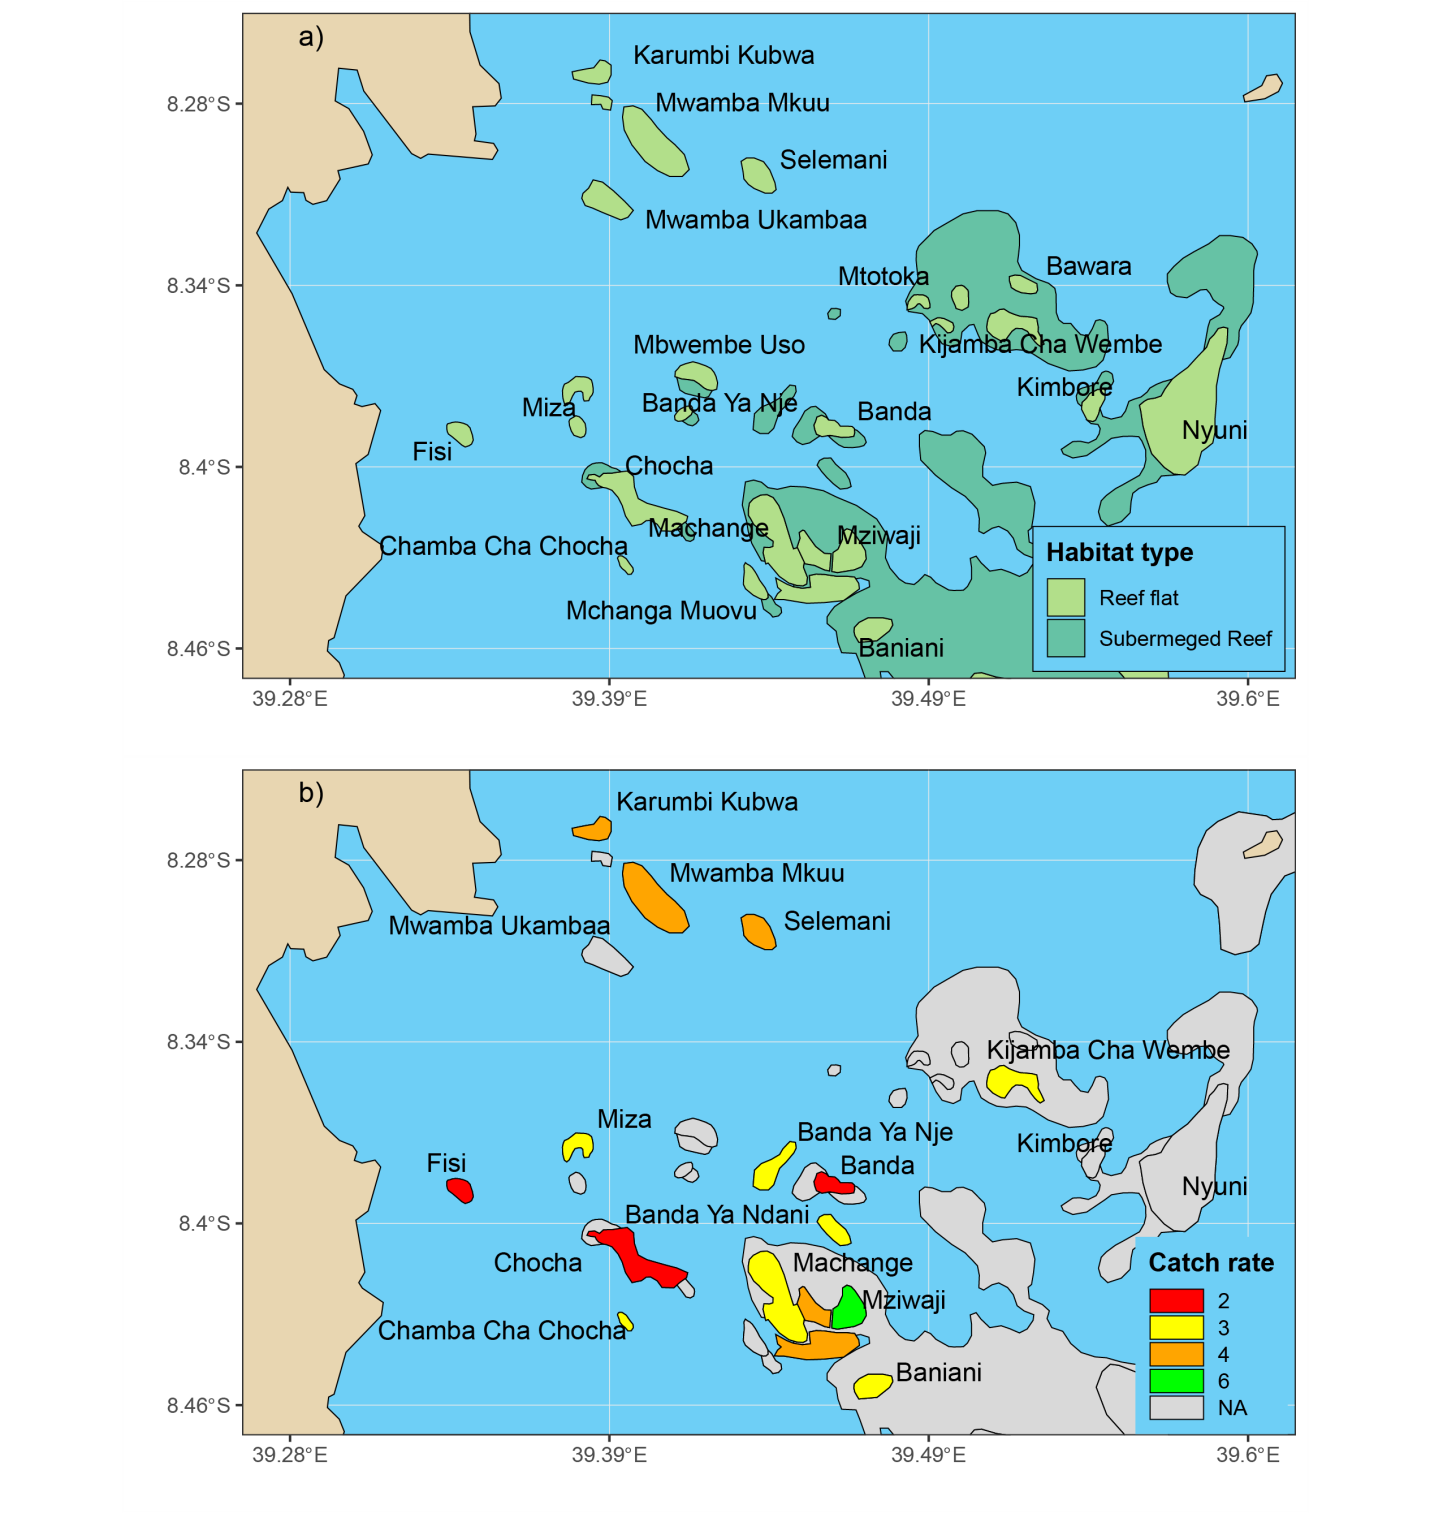 a)
Karumbi Kubwa
8.28°S
Mwamba Mkuu
Selemani
Mwamba Ukambaa
Bawara
Mtotoka
8.34°S
Mbwembe Uso
Kijamba Cha Wembe
Kimbore
Miza
Banda Ya Nje
Banda
Nyuni
Fisi
8.4°S
Chocha
Machange
Mziwaji
Chamba Cha Chocha
Habitat type
Reef flat
Mchanga Muovu
Subermeged Reef
8.46°S
Baniani
39.28°E
39.39°E
39.49°E
39.6°E
b)
Karumbi Kubwa
8.28°S
Mwamba Mkuu
Mwamba Ukambaa
Selemani
8.34°S
Kijamba Cha Wembe
Miza
Banda Ya Nje
Kimbore
Fisi
Banda
Nyuni
Banda Ya Ndani
8.4°S
Chocha
Machange
Catch rate
Mziwaji
2
Chamba Cha Chocha
3
4
Baniani
6
8.46°S
NA
39.28°E
39.39°E
39.49°E
39.6°E